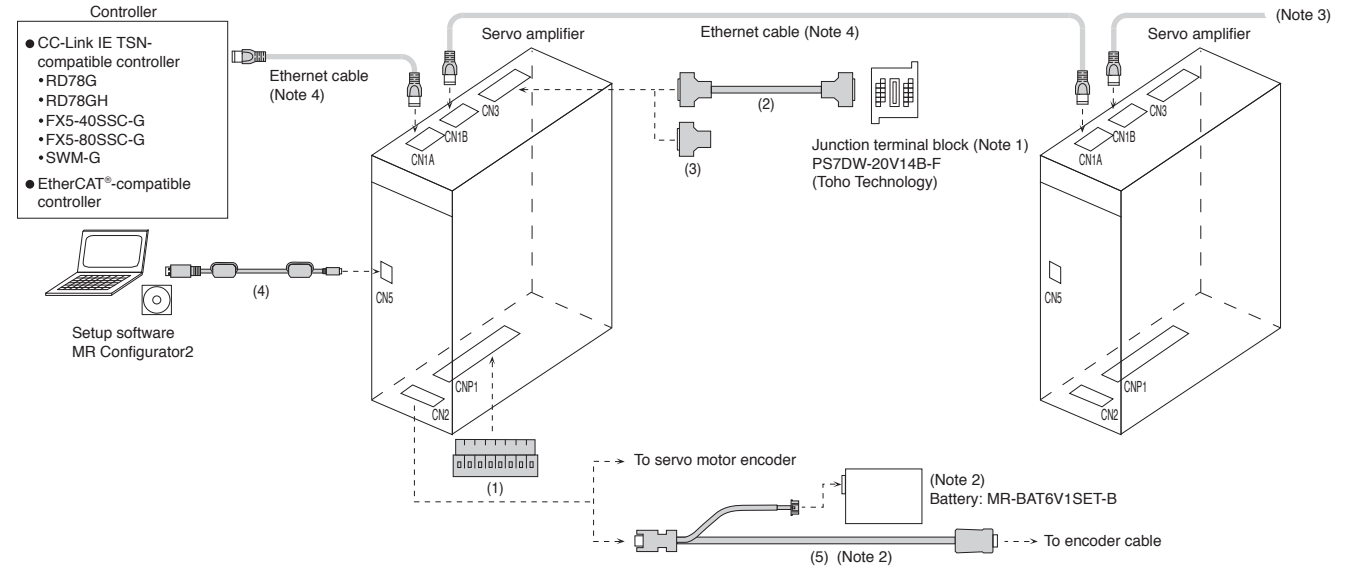 Controller
● CC-Link IE TSN-
compatible controller
•RD78G
•RD78GH
•FX5-40SSC-G
•FX5-80SSC-G
•SWM-G
● EtherCAT®-compatible
controller
Ethernet cable
(Note 4)
Servo amplifier
Ethernet cable (Note 4)
(Note 3)
Servo amplifier
CN3
CN1B
CN1A
(2)
(3)
Junction terminal block (Note 1)
PS7DW-20V14B-F
(Toho Technology)
CN3
CN1B
CN1A
(4)
CN5
Setup software
MR Configurator2
CN5
CNP1
CN2
CNP1
CN2
(1)
To servo motor encoder
(Note 2)
Battery: MR-BAT6V1SET-B
(5) (Note 2)
To encoder cable